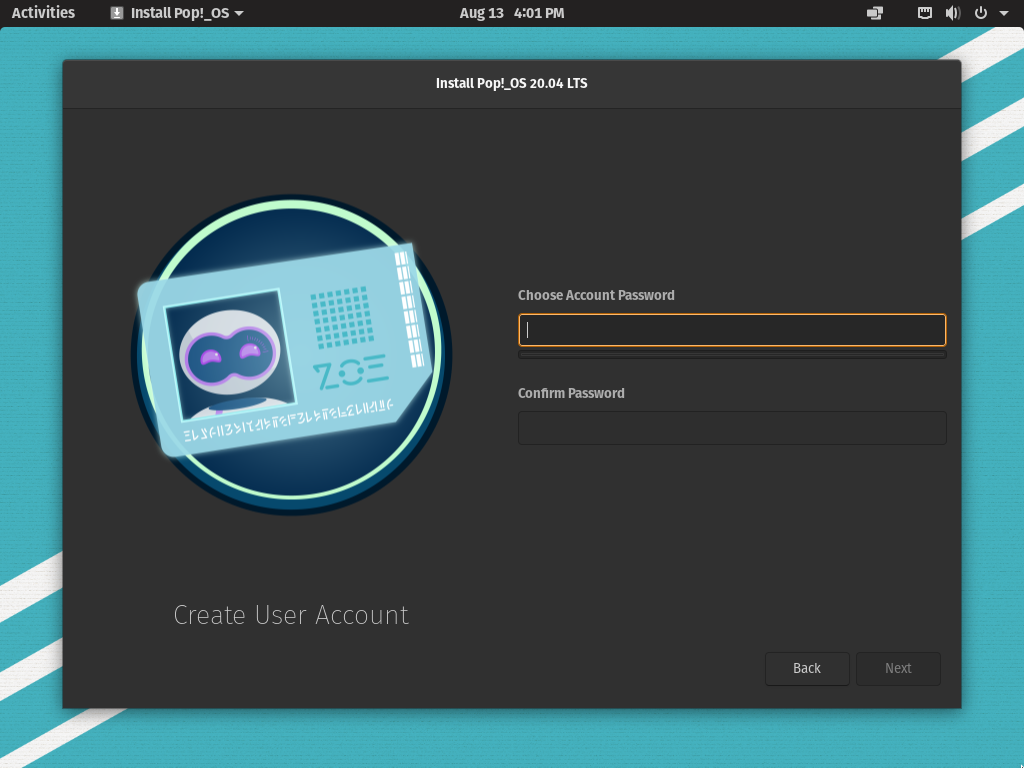 Activities Install Pop!_OS Aug 13 4:01 PM
Install Pop!_OS 20.04 LTS
ZOE
Choose Account Password
Confirm Password
Create User Account
Back Next